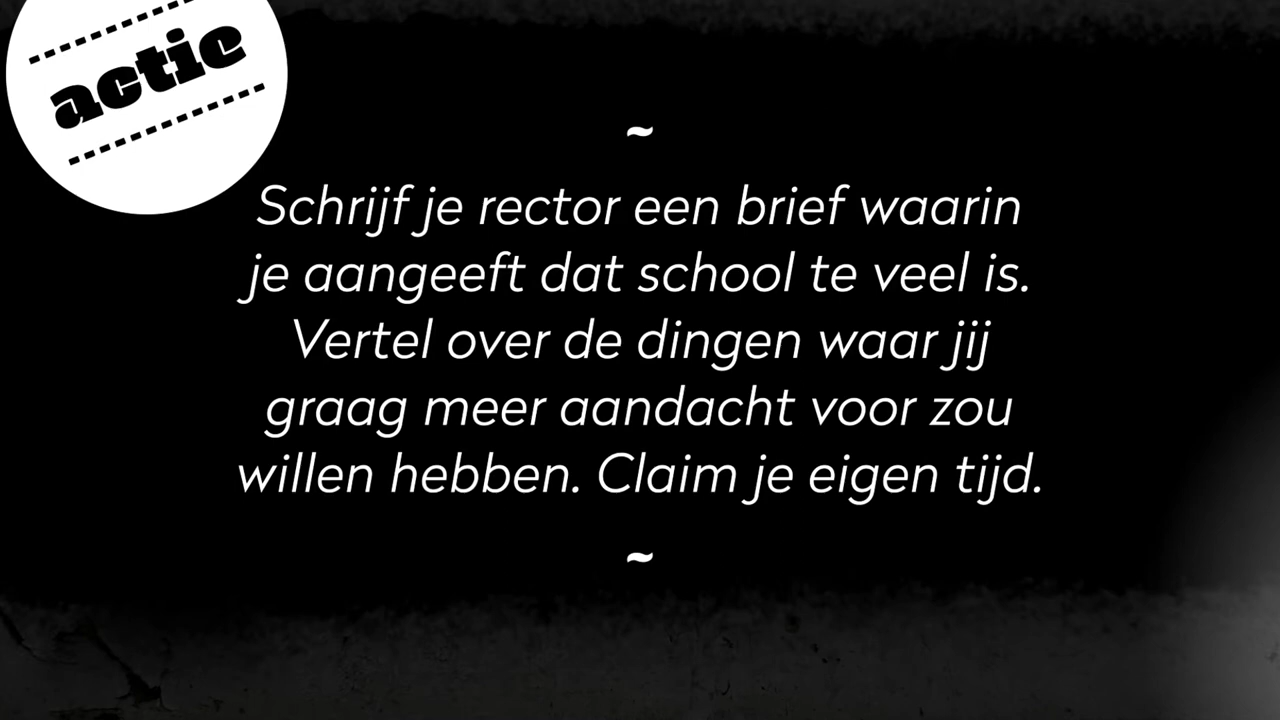 actie
~
Schrijf je rector een brief waarin
je aangeeft dat school te veel is.
Vertel over de dingen waar jij
graag meer aandacht voor zou
willen hebben. Claim je eigen tijd.
~